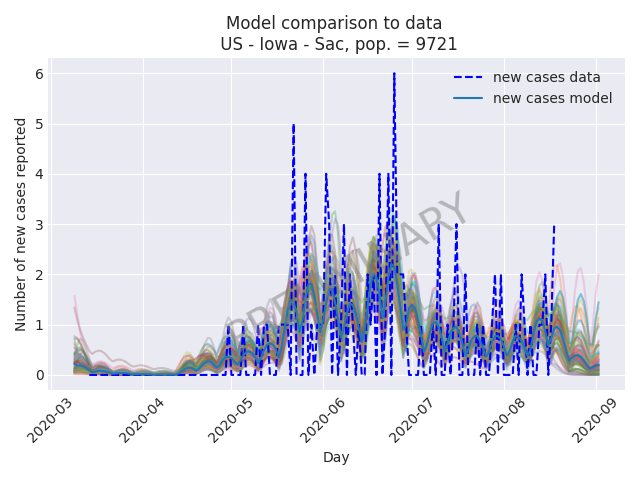 Model comparison to data
US - Iowa - Sac, pop. = 9721
Number of new cases reported
6
5
4
3
2
1
0
new cases data
new cases model
PRELIMINARY
2020-03
2020-04
2020-05
2020-06
2020-07
2020-08
2020-09
Day